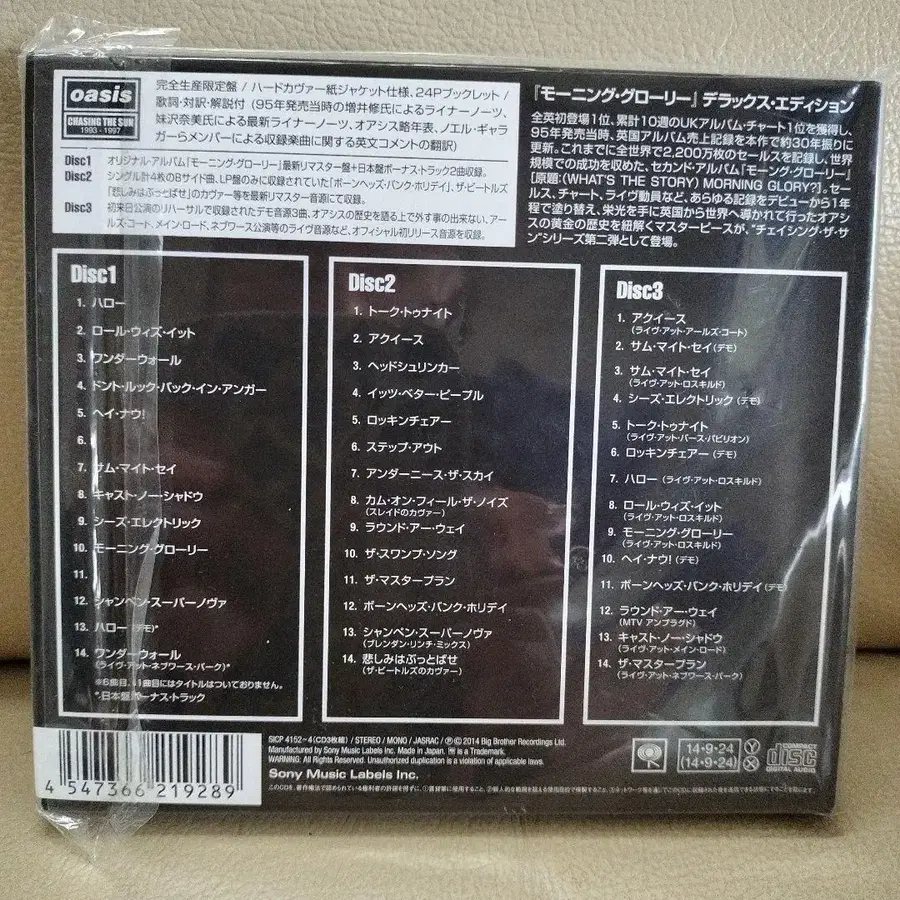 oasis
CHASING THE SUN
1993 - 1997
完全生産限定盤 / ハードカヴァー紙ジャケット仕様、24Pブックレット /
歌詞・対訳・解説付 (95年発売当時の増井修氏によるライナーノーツ、
妹沢奈美氏による最新ライナーノーツ、オアシス略年表、ノエル・ギャラ
ガーらメンバーによる収録楽曲に関する英文コメントの翻訳)
Disc1 オリジナル・アルバム『モーニング・グローリー』最新リマスター盤+日本盤ボーナス・トラック2曲収録。
Disc2 シングル計4枚のBサイド曲、LP盤のみに収録されていた「ボーンヘッズ・バンク・ホリデイ」、ザ・ビートルズ
「悲しみはぶっとばせ」のカヴァー等を最新リマスター音源にて収録。
Disc3 初来日公演のリハーサルで収録されたデモ音源3曲、オアシスの歴史を語る上で外す事の出来ない、アー
ルズ・コート、メイン・ロード、ネブワース公演等のライヴ音源など、オフィシャル初リリース音源を収録。
『モーニング・グローリー』 デラックス・エディション
全英初登場1位、累計10週のUKアルバム・チャート1位を獲得し、
95年発売当時、英国アルバム売上記録を本作で約30年振りに
更新。これまでに全世界で2,200万枚のセールスを記録し、世界
規模での成功を収めた、セカンド・アルバム『モーニング・グローリー』
[原題:(WHAT'S THE STORY) MORNING GLORY?]。セー
ルス、チャート、ライヴ動員など、あらゆる記録をデビューから1年
程で塗り替え、栄光を手に英国から世界へ導かれて行ったオアシ
スの黄金の歴史を紐解くマスターピースが、"チェイシング・ザ・サ
ン"シリーズ第二弾として登場。
Disc1
1. ハロー
2. ロール・ウィズ・イット
3. ワンダーウォール
4. ドント・ルック・バック・イン・アンガー
5. ヘイ・ナウ!
6.
7. サム・マイト・セイ
8. キャスト・ノー・シャドウ
9. シーズ・エレクトリック
10. モーニング・グローリー
11.
12. シャンペン・スーパーノヴァ
13. ハロー (デモ)*
14. ワンダーウォール
(ライヴ・アット・ネブワース・パーク)*
※6曲目、11曲目にはタイトルはついておりません。
*日本盤ボーナス・トラック
Disc2
1. トーク・トゥナイト
2. アクイース
3. ヘッドシュリンカー
4. イッツ・ベター・ピープル
5. ロッキンチェアー
6. ステップ・アウト
7. アンダーニース・ザ・スカイ
8. カム・オン・フィール・ザ・ノイズ
(スレイドのカヴァー)
9. ラウンド・アー・ウェイ
10. ザ・スワンプ・ソング
11. ザ・マスタープラン
12. ボーンヘッズ・バンク・ホリデイ
13. シャンペン・スーパーノヴァ
(ブレンダン・リンチ・ミックス)
14. 悲しみはぶっとばせ
(ザ・ビートルズのカヴァー)
Disc3
1. アクイース
(ライヴ・アット・アールズ・コート)
2. サム・マイト・セイ (デモ)
3. サム・マイト・セイ
(ライヴ・アット・ロスキルド)
4. シーズ・エレクトリック (デモ)
5. トーク・トゥナイト
(ライヴ・アット・バース・パビリオン)
6. ロッキンチェアー (デモ)
7. ハロー (ライヴ・アット・ロスキルド)
8. ロール・ウィズ・イット
(ライヴ・アット・ロスキルド)
9. モーニング・グローリー
(ライヴ・アット・ロスキルド)
10. ヘイ・ナウ! (デモ)
11. ボーンヘッズ・バンク・ホリデイ (デモ)
12. ラウンド・アー・ウェイ
(MTV アンプラグド)
13. キャスト・ノー・シャドウ
(ライヴ・アット・メイン・ロード)
14. ザ・マスタープラン
(ライヴ・アット・ネブワース・パーク)
4 547366 219289
SICP 4152~4 (CD3枚組) / STEREO / MONO / JASRAC / Ⓟ © 2014 Big Brother Recordings Ltd.
Manufactured by Sony Music Labels Inc. Made in Japan. is a Trademark.
WARNING: All Rights Reserved. Unauthorized duplication is a violation of applicable laws.
Sony Music Labels Inc.
14・9・24
(14・9・24)
Y
X
COMPACT
disc
DIGITAL AUDIO